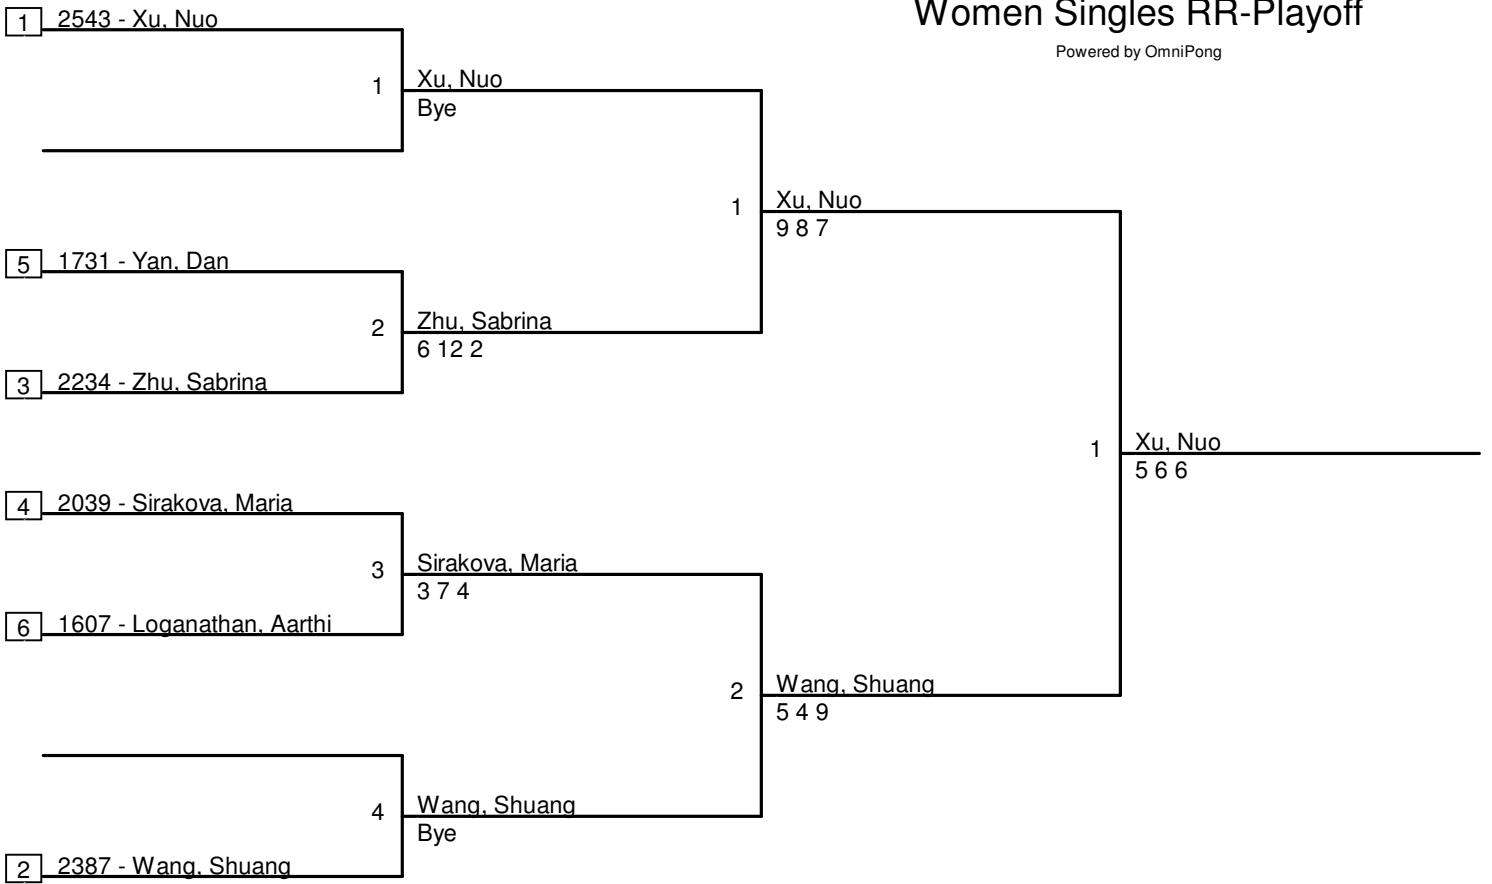 Women Singles RR-Playoff
Powered by OmniPong
1 2543 - Xu, Nuo
1 Xu, Nuo
Bye
1 Xu, Nuo
9 8 7
5 1731 - Yan, Dan
2 Zhu, Sabrina
6 12 2
3 2234 - Zhu, Sabrina
1 Xu, Nuo
5 6 6
4 2039 - Sirakova, Maria
3 Sirakova, Maria
3 7 4
6 1607 - Loganathan, Aarthi
2 Wang, Shuang
5 4 9
4 Wang, Shuang
Bye
2 2387 - Wang, Shuang